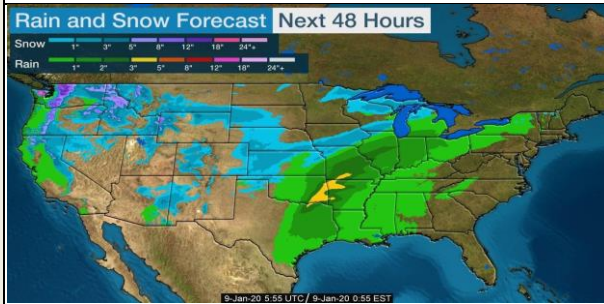 Rain and Snow Forecast Next 48 Hours
Snow
1" 3" 5" 8" 12" 18" 24"+
Rain
1" 2" 3" 5" 8" 12" 18" 24"+
9-Jan-20 5:55 UTC / 9-Jan-20 0:55 EST